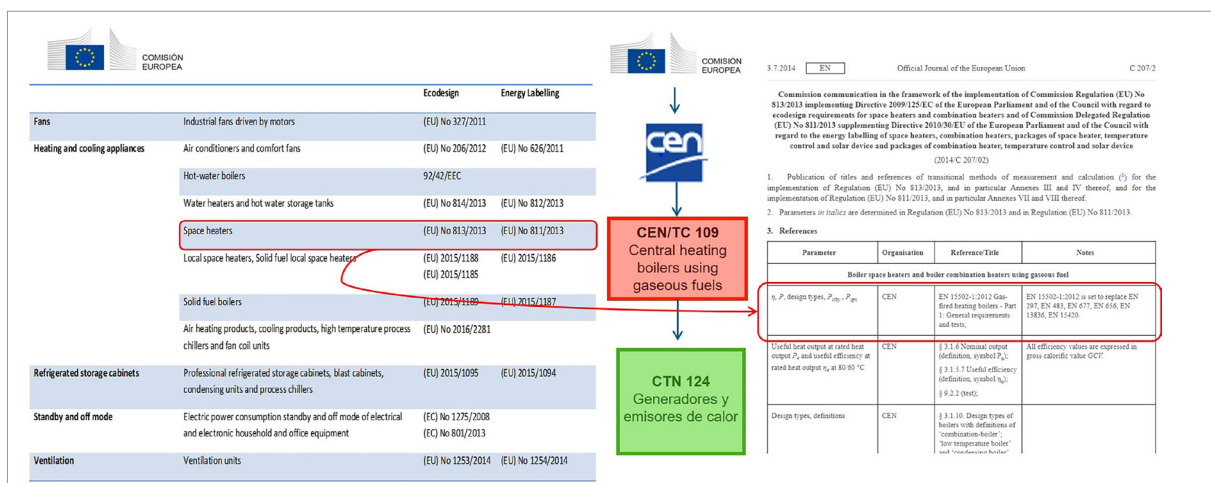 COMISIÓN
EUROPEA
Ecodesign Energy Labelling
Fans Industrial fans driven by motors (EU) No 327/2011
Heating and cooling appliances Air conditioners and comfort fans (EU) No 206/2012 (EU) No 626/2011
Hot-water boilers 92/42/EEC
Water heaters and hot water storage tanks (EU) No 814/2013 (EU) No 812/2013
Space heaters (EU) No 813/2013 (EU) No 811/2013
Local space heaters, Solid fuel local space heaters (EU) 2015/1188 (EU) 2015/1186
(EU) 2015/1185
Solid fuel boilers (EU) 2015/1189 (EU) 2015/1187
Air heating products, cooling products, high temperature process (EU) No 2016/2281
chillers and fan coil units
Refrigerated storage cabinets Professional refrigerated storage cabinets, blast cabinets, (EU) 2015/1095 (EU) 2015/1094
condensing units and process chillers
Standby and off mode Electric power consumption standby and off mode of electrical (EC) No 1275/2008
and electronic household and office equipment (EC) No 801/2013
Ventilation Ventilation units (EU) No 1253/2014 (EU) No 1254/2014
COMISIÓN
EUROPEA
cen
CEN/TC 109
Central heating
boilers using
gaseous fuels
CTN 124
Generadores y
emisores de calor
3.7.2014 EN Official Journal of the European Union C 207/2
Commission communication in the framework of the implementation of Commission Regulation (EU) No
813/2013 implementing Directive 2009/125/EC of the European Parliament and of the Council with regard to
ecodesign requirements for space heaters and combination heaters and of Commission Delegated Regulation
(EU) No 811/2013 supplementing Directive 2010/30/EU of the European Parliament and of the Council with
regard to the energy labelling of space heaters, combination heaters, packages of space heater, temperature
control and solar device and packages of combination heater, temperature control and solar device
(2014/C 207/02)
1. Publication of titles and references of transitional methods of measurement and calculation (¹) for the
implementation of Regulation (EU) No 813/2013, and in particular Annexes III and IV thereof, and for the
implementation of Regulation (EU) No 811/2013, and in particular Annexes VII and VIII thereof.
2. Parameters in italics are determined in Regulation (EU) No 813/2013 and in Regulation (EU) No 811/2013.
3. References
Parameter Organisation Reference/Title Notes
Boiler space heaters and boiler combination heaters using gaseous fuel
η, P, design types, P CEN EN 15502-1:2012 Gas- EN 15502-1:2012 is set to replace EN
fired heating boilers - Part 297, EN 483, EN 677, EN 656, EN
1: General requirements 13836, EN 15420.
and tests;
Useful heat output at rated heat CEN § 3.1.6 Nominal output All efficiency values are expressed in
output P and useful efficiency at (definition, symbol P); gross calorific value GCV.
rated heat output η at 80/60 °C § 3.1.5.7 Useful efficiency
(definition, symbol η);
§ 9.2.2 (test);
Design types, definitions CEN § 3.1.10. Design types of
boilers with definitions of
'combination-boiler';
'low temperature boiler'
and 'condensing boiler'